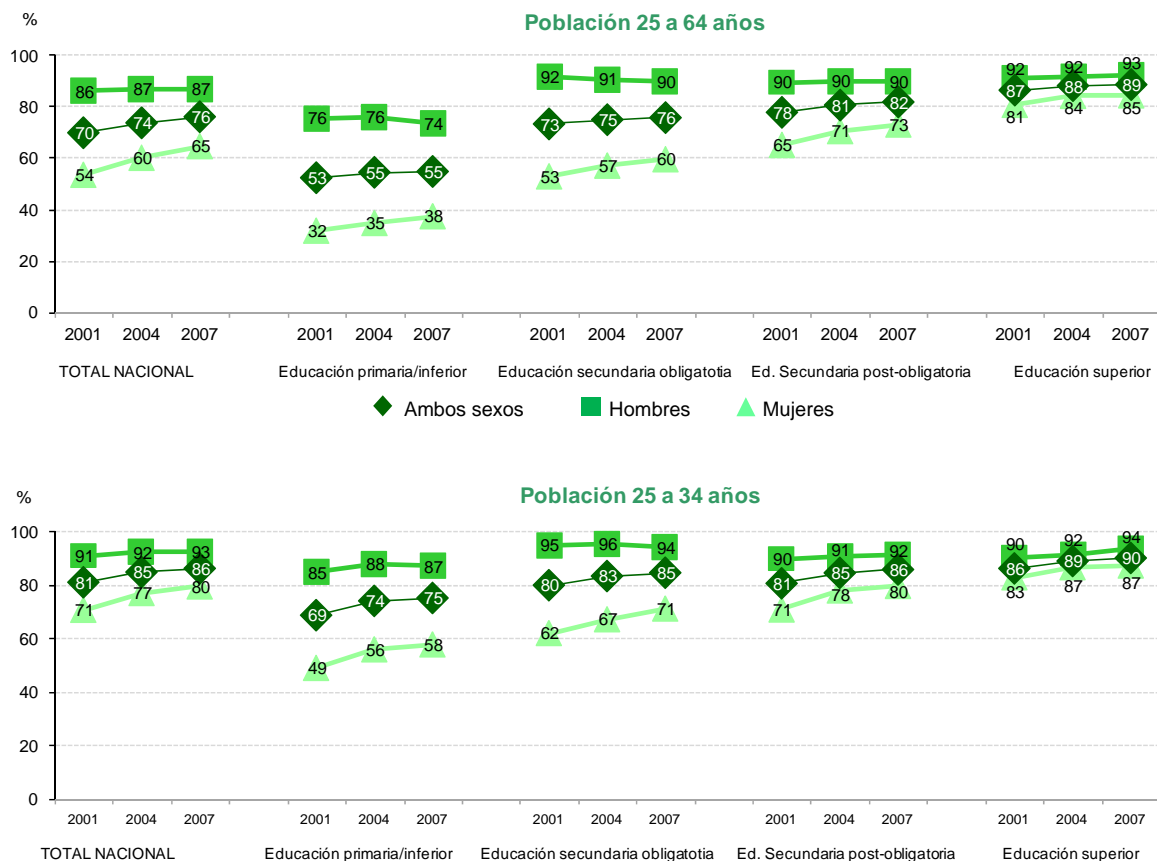 Población 25 a 64 años
%
100
80
60
40
20
0
86 87 87
70 74 76
54 60 65
76 76 74
53 55 55
32 35 38
92 91 90
73 75 76
53 57 60
90 90 90
78 81 82
65 71 73
92 92 93
87 88 89
81 84 85
2001 2004 2007 2001 2004 2007 2001 2004 2007 2001 2004 2007 2001 2004 2007
TOTAL NACIONAL Educación primaria/inferior Educación secundaria obligatotia Ed. Secundaria post-obligatoria Educación superior
Ambos sexos Hombres Mujeres
Población 25 a 34 años
%
100
80
60
40
20
0
91 92 93
81 85 86
71 77 80
85 88 87
69 74 75
49 56 58
95 96 94
80 83 85
62 67 71
90 91 92
81 85 86
71 78 80
90 92 94
86 89 90
83 87 87
2001 2004 2007 2001 2004 2007 2001 2004 2007 2001 2004 2007 2001 2004 2007
TOTAL NACIONAL Educación primaria/inferior Educación secundaria obligatoria Ed. Secundaria post-obligatoria Educación superior